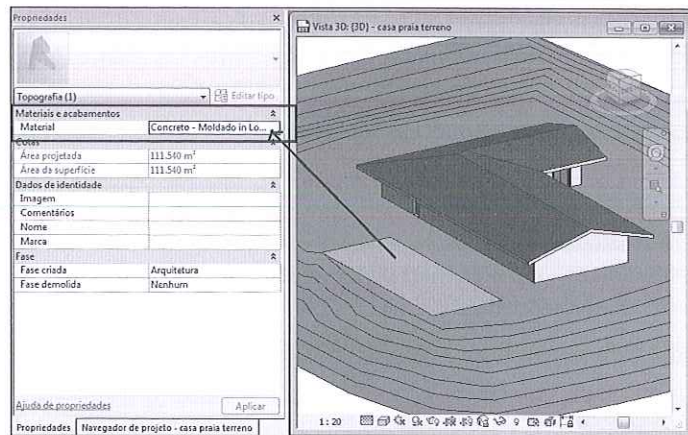 Propriedades
Topografia (1)
Editar tipo
Materiais e acabamentos
Material Concreto - Moldado in Lo...
Cotas
Área projetada 111.540 m²
Área da superfície 111.540 m²
Dados de identidade
Imagem
Comentários
Nome
Marca
Fase
Fase criada Arquitetura
Fase demolida Nenhum
Ajuda de propriedades
Aplicar
Propriedades Navegador de projeto - casa praia terreno
Vista 3D: {3D} - casa praia terreno
1 : 20